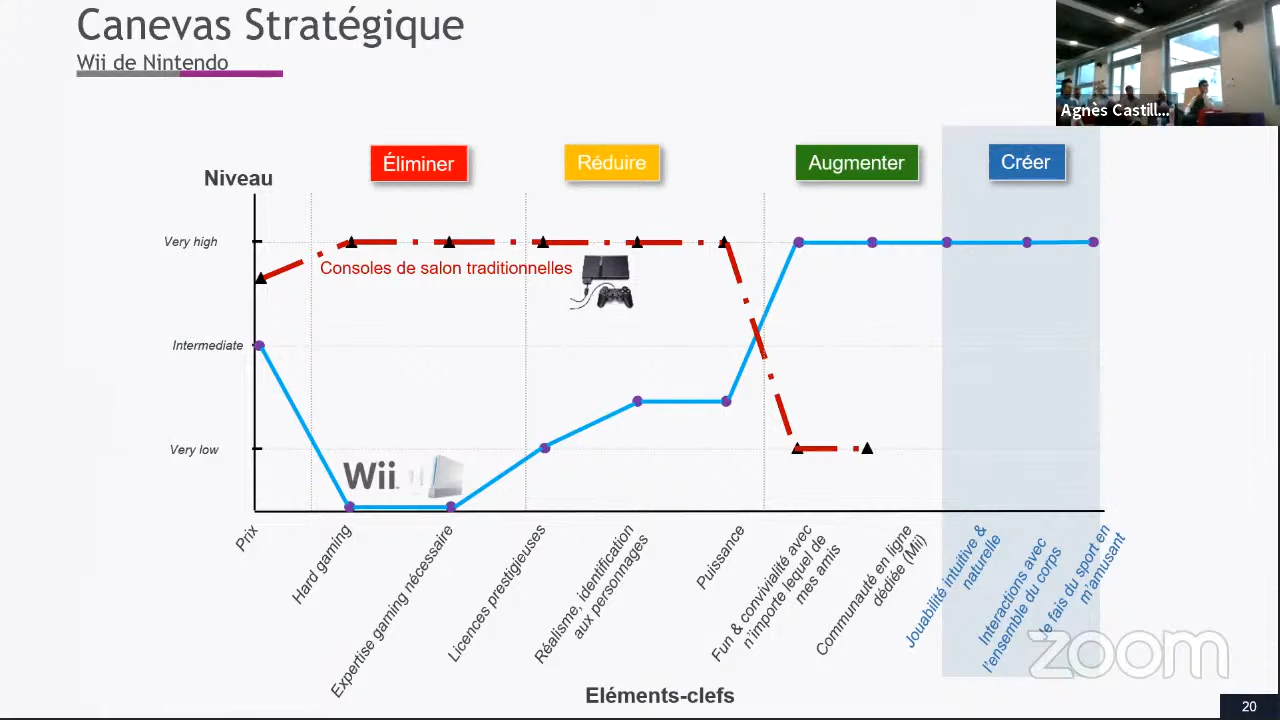 Canevas Stratégique
Wii de Nintendo
Agnès Castill...
Éliminer
Réduire
Augmenter
Créer
Niveau
Very high
Consoles de salon traditionnelles
Intermediate
Very low
Wii
Prix
Hard gaming
Expertise gaming nécessaire
Licences prestigieuses
Réalisme, identification
aux personnages
Puissance
Fun & convivialité avec
n'importe lequel de
mes amis
Communauté en ligne
dédiée (Mii)
Jouabilité intuitive &
naturelle
Interactions avec
l'ensemble du corps
Je fais du sport en
m'amusant
Eléments-clefs
zoom
20